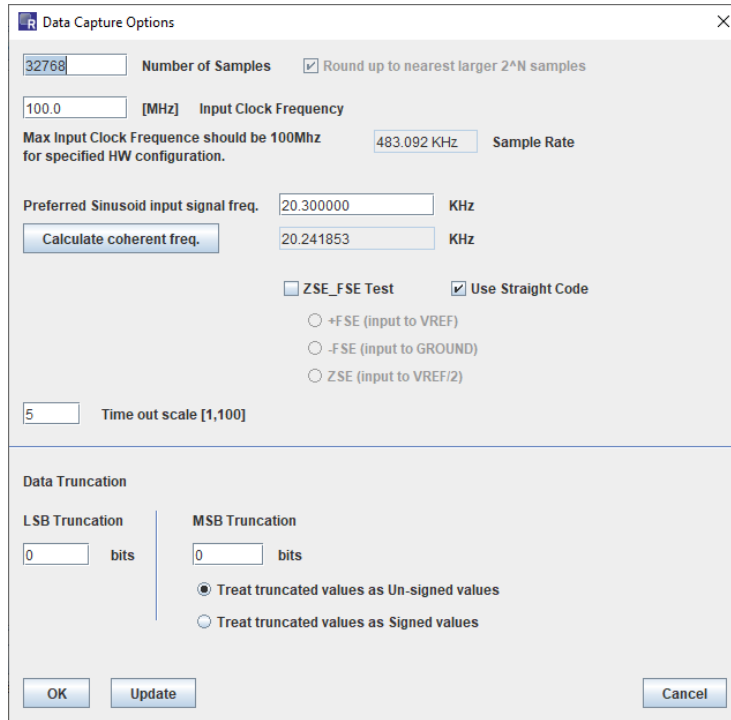 R Data Capture Options
32768 Number of Samples Round up to nearest larger 2^N samples
100.0 [MHz] Input Clock Frequency
Max Input Clock Frequence should be 100Mhz
for specified HW configuration.
483.092 KHz Sample Rate
Preferred Sinusoid input signal freq. 20.300000 KHz
Calculate coherent freq. 20.241853 KHz
ZSE_FSE Test Use Straight Code
+FSE (input to VREF)
-FSE (input to GROUND)
ZSE (input to VREF/2)
5 Time out scale [1,100]
Data Truncation
LSB Truncation MSB Truncation
0 bits 0 bits
Treat truncated values as Un-signed values
Treat truncated values as Signed values
OK Update Cancel